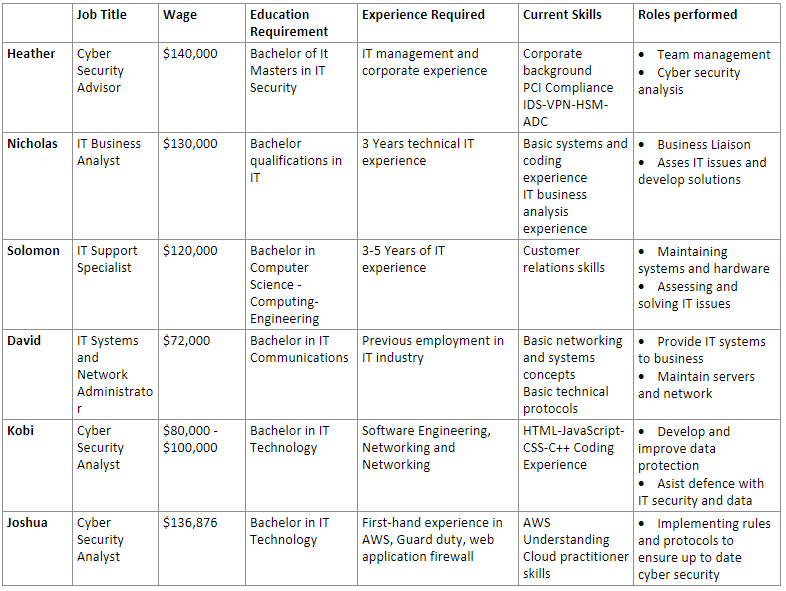 Job Title
Wage
Education
Requirement
Experience Required
Current Skills
Roles performed
Heather
Cyber
Security
Advisor
$140,000
Bachelor of It
Masters in IT
Security
IT management and
corporate experience
Corporate
background
PCI Compliance
IDS-VPN-HSM-
ADC
• Team management
• Cyber security
analysis
Nicholas
IT Business
Analyst
$130,000
Bachelor
qualifications in
IT
3 Years technical IT
experience
Basic systems and
coding
experience
IT business
analysis
experience
• Business Liaison
• Asses IT issues and
develop solutions
Solomon
IT Support
Specialist
$120,000
Bachelor in
Computer
Science -
Computing-
Engineering
3-5 Years of IT
experience
Customer
relations skills
• Maintaining
systems and hardware
• Assessing and
solving IT issues
David
IT Systems
and
Network
Administrato
r
$72,000
Bachelor in IT
Communications
Previous employment in
IT industry
Basic networking
and systems
concepts
Basic technical
protocols
• Provide IT systems
to business
• Maintain servers
and network
Kobi
Cyber
Security
Analyst
$80,000 -
$100,000
Bachelor in IT
Technology
Software Engineering,
Networking and
Networking
HTML-JavaScript-
CSS-C++ Coding
Experience
• Develop and
improve data
protection
• Asist defence with
IT security and data
Joshua
Cyber
Security
Analyst
$136,876
Bachelor in IT
Technology
First-hand experience in
AWS, Guard duty, web
application firewall
AWS
Understanding
Cloud practitioner
skills
• Implementing rules
and protocols to
ensure up to date
cyber security